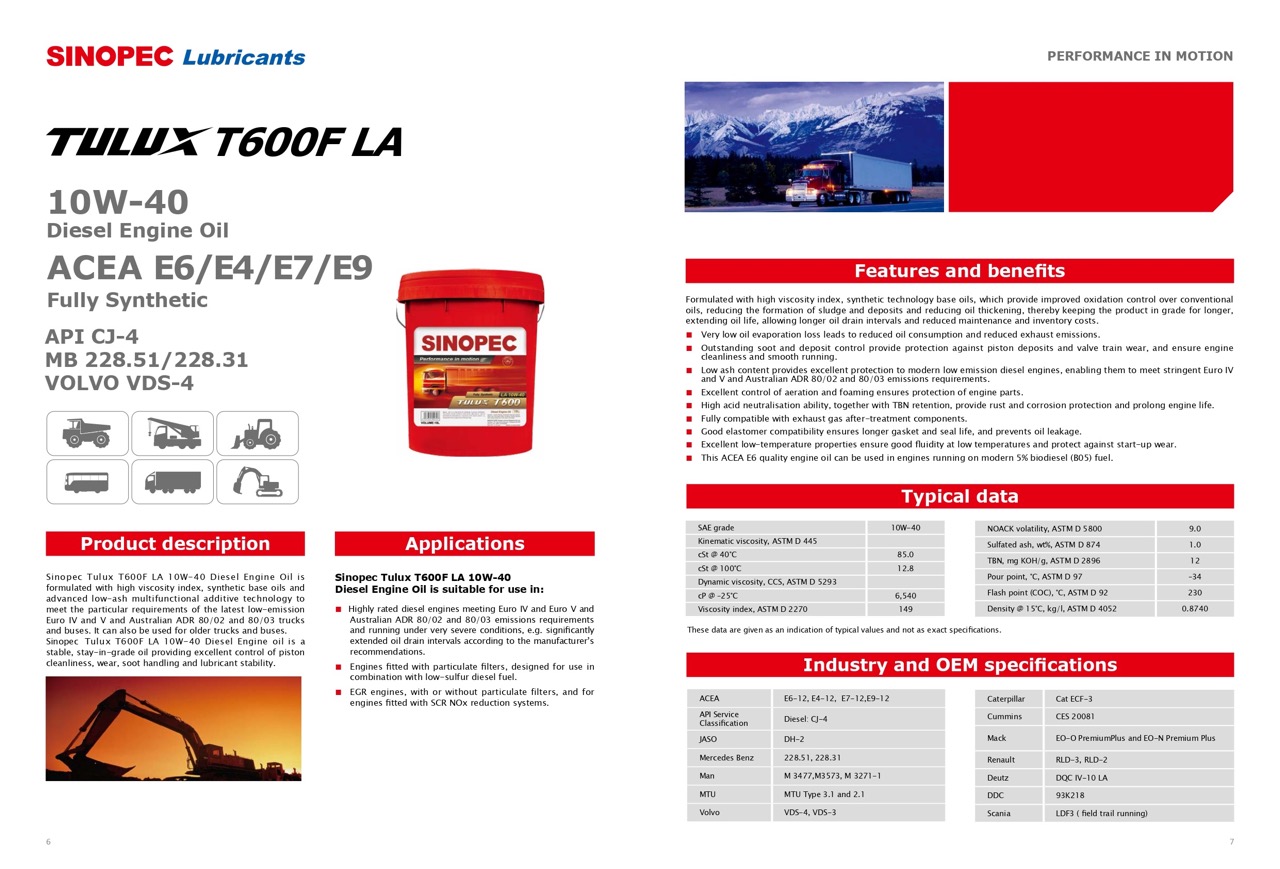 SINOPEC Lubricants
PERFORMANCE IN MOTION
TULUX T600F LA
10W-40
Diesel Engine Oil
ACEA E6/E4/E7/E9
Fully Synthetic
API CJ-4
MB 228.51/228.31
VOLVO VDS-4
SINOPEC
Performance in motion
TULUX T600
Product description
Sinopec Tulux T600F LA 10W-40 Diesel Engine Oil is
formulated with high viscosity index, synthetic base oils and
advanced low-ash multifunctional additive technology to
meet the particular requirements of the latest low-emission
Euro IV and V and Australian ADR 80/02 and 80/03 trucks
and buses. It can also be used for older trucks and buses.
Sinopec Tulux T600F LA 10W-40 Diesel Engine oil is a
stable, stay-in-grade oil providing excellent control of piston
cleanliness, wear, soot handling and lubricant stability.
Applications
Sinopec Tulux T600F LA 10W-40
Diesel Engine Oil is suitable for use in:
■ Highly rated diesel engines meeting Euro IV and Euro V and
Australian ADR 80/02 and 80/03 emissions requirements
and running under very severe conditions, e.g. significantly
extended oil drain intervals according to the manufacturer's
recommendations.
■ Engines fitted with particulate filters, designed for use in
combination with low-sulfur diesel fuel.
■ EGR engines, with or without particulate filters, and for
engines fitted with SCR NOx reduction systems.
6
Features and benefits
Formulated with high viscosity index, synthetic technology base oils, which provide improved oxidation control over conventional
oils, reducing the formation of sludge and deposits and reducing oil thickening, thereby keeping the product in grade for longer,
extending oil life, allowing longer oil drain intervals and reduced maintenance and inventory costs.
■ Very low oil evaporation loss leads to reduced oil consumption and reduced exhaust emissions.
■ Outstanding soot and deposit control provide protection against piston deposits and valve train wear, and ensure engine
cleanliness and smooth running.
■ Low ash content provides excellent protection to modern low emission diesel engines, enabling them to meet stringent Euro IV
and V and Australian ADR 80/02 and 80/03 emissions requirements.
■ Excellent control of aeration and foaming ensures protection of engine parts.
■ High acid neutralisation ability, together with TBN retention, provide rust and corrosion protection and prolong engine life.
■ Fully compatible with exhaust gas after-treatment components.
■ Good elastomer compatibility ensures longer gasket and seal life, and prevents oil leakage.
■ Excellent low-temperature properties ensure good fluidity at low temperatures and protect against start-up wear.
■ This ACEA E6 quality engine oil can be used in engines running on modern 5% biodiesel (B05) fuel.
Typical data
SAE grade 10W-40
Kinematic viscosity, ASTM D 445
cSt @ 40°C 85.0
cSt @ 100°C 12.8
Dynamic viscosity, CCS, ASTM D 5293
cP @ -25°C 6,540
Viscosity index, ASTM D 2270 149
NOACK volatility, ASTM D 5800 9.0
Sulfated ash, wt%, ASTM D 874 1.0
TBN, mg KOH/g, ASTM D 2896 12
Pour point, °C, ASTM D 97 -34
Flash point (COC), °C, ASTM D 92 230
Density @ 15°C, kg/l, ASTM D 4052 0.8740
These data are given as an indication of typical values and not as exact specifications.
Industry and OEM specifications
ACEA E6-12, E4-12, E7-12,E9-12
API Service
Classification Diesel: CJ-4
JASO DH-2
Mercedes Benz 228.51, 228.31
Man M 3477,M3573, M 3271-1
MTU MTU Type 3.1 and 2.1
Volvo VDS-4, VDS-3
Caterpillar Cat ECF-3
Cummins CES 20081
Mack EO-O PremiumPlus and EO-N Premium Plus
Renault RLD-3, RLD-2
Deutz DQC IV-10 LA
DDC 93K218
Scania LDF3 ( field trail running)
7